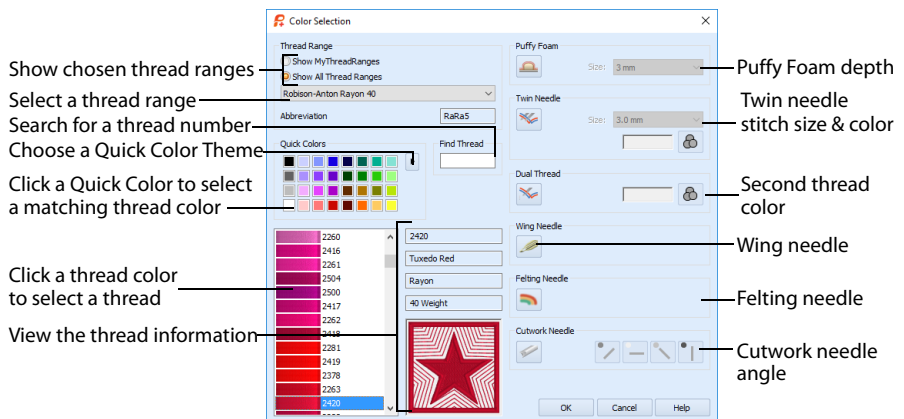 Color Selection
Thread Range
Show MyThreadRanges
Show All Thread Ranges
Robison-Anton Rayon 40
Abbreviation
RaRa5
Quick Colors
Find Thread
2260
2416
2261
2504
2500
2417
2262
2418
2281
2419
2378
2263
2420
2420
Tuxedo Red
Rayon
40 Weight
Puffy Foam
Size:
3 mm
Twin Needle
Size:
3.0 mm
Dual Thread
Wing Needle
Felting Needle
Cutwork Needle
OK
Cancel
Help
Show chosen thread ranges
Select a thread range
Search for a thread number
Choose a Quick Color Theme
Click a Quick Color to select
a matching thread color
Click a thread color
to select a thread
View the thread information
Puffy Foam depth
Twin needle
stitch size & color
Second thread
color
Wing needle
Felting needle
Cutwork needle
angle